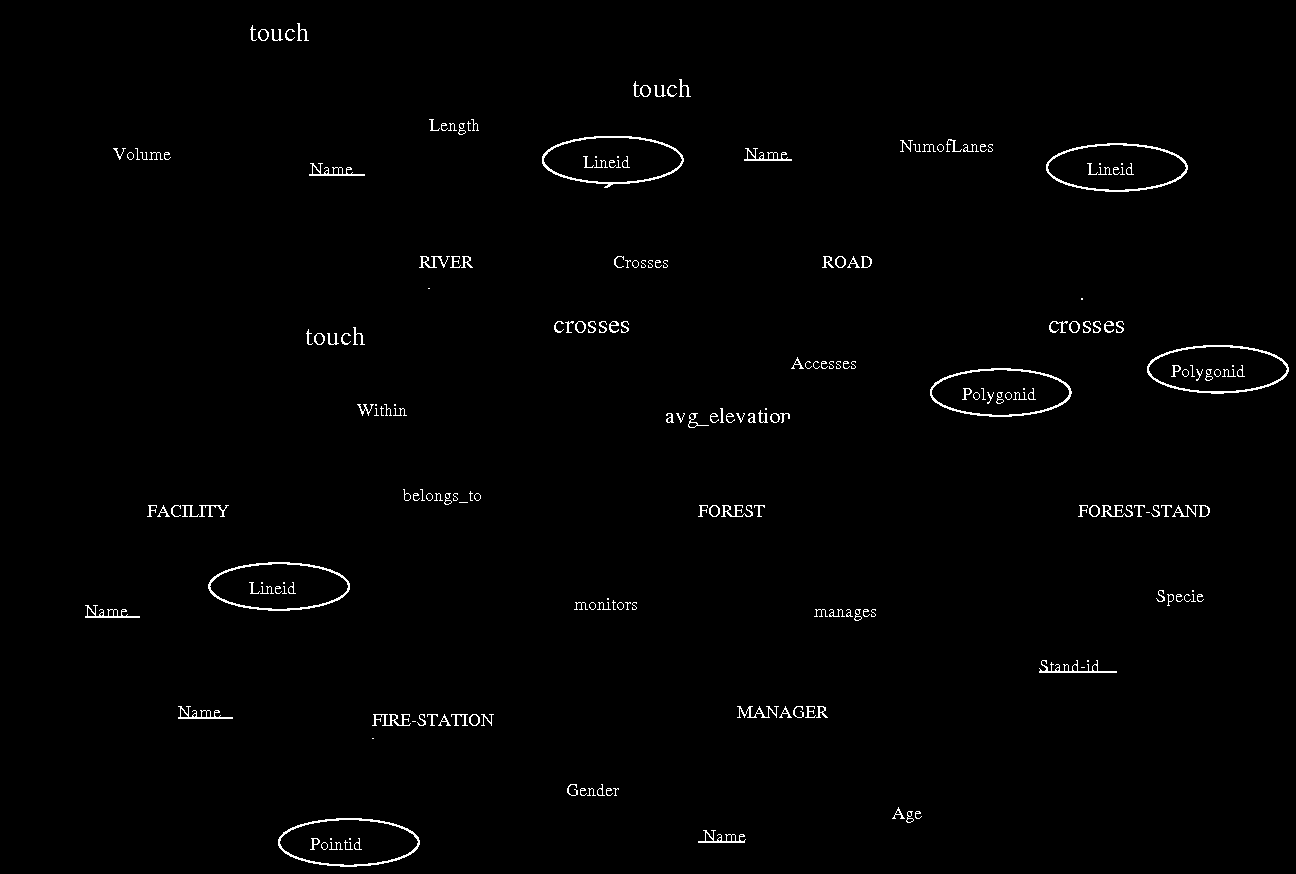 touch
touch
Length
Volume
Name
Lineid
Name
NumofLanes
Lineid
RIVER
Crosses
ROAD
touch
crosses
crosses
Accesses
Polygonid
Polygonid
Within
avg_elevation
belongs_to
FACILITY
FOREST
FOREST-STAND
Lineid
Name
monitors
manages
Specie
Stand-id
Name
FIRE-STATION
MANAGER
Gender
Age
Name
Pointid